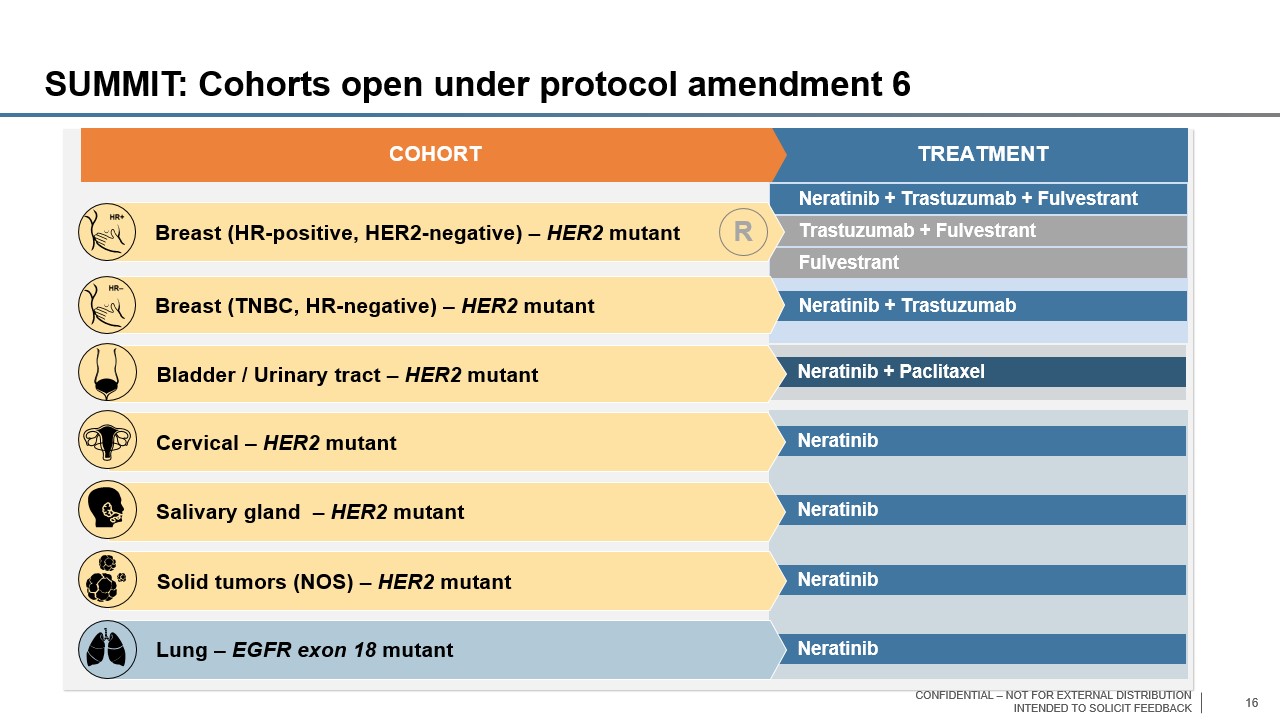 SUMMIT: Cohorts open under protocol amendment 6
COHORT
TREATMENT
HR+
Breast (HR-positive, HER2-negative) – HER2 mutant
R
Neratinib + Trastuzumab + Fulvestrant
Trastuzumab + Fulvestrant
Fulvestrant
HR–
Breast (TNBC, HR-negative) – HER2 mutant
Neratinib + Trastuzumab
Bladder / Urinary tract – HER2 mutant
Neratinib + Paclitaxel
Cervical – HER2 mutant
Neratinib
Salivary gland  – HER2 mutant
Neratinib
Solid tumors (NOS) – HER2 mutant
Neratinib
Lung – EGFR exon 18 mutant
Neratinib
CONFIDENTIAL – NOT FOR EXTERNAL DISTRIBUTION
INTENDED TO SOLICIT FEEDBACK
16